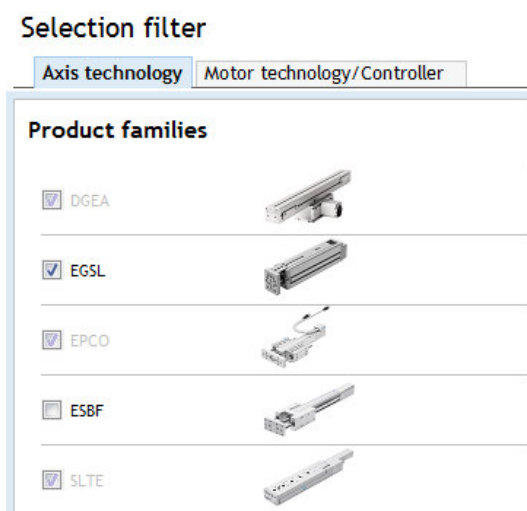 Selection filter
Axis technology
Motor technology/Controller
Product families
DGEA
EGSL
EPCO
ESBF
SLTE